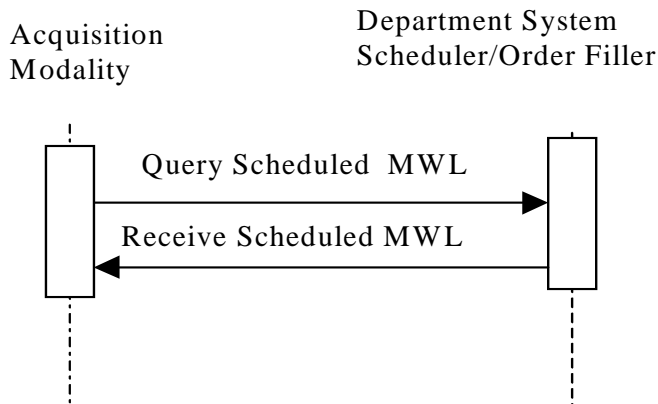 Acquisition
Modality
Department System
Scheduler/Order Filler
Query Scheduled MWL
Receive Scheduled MWL